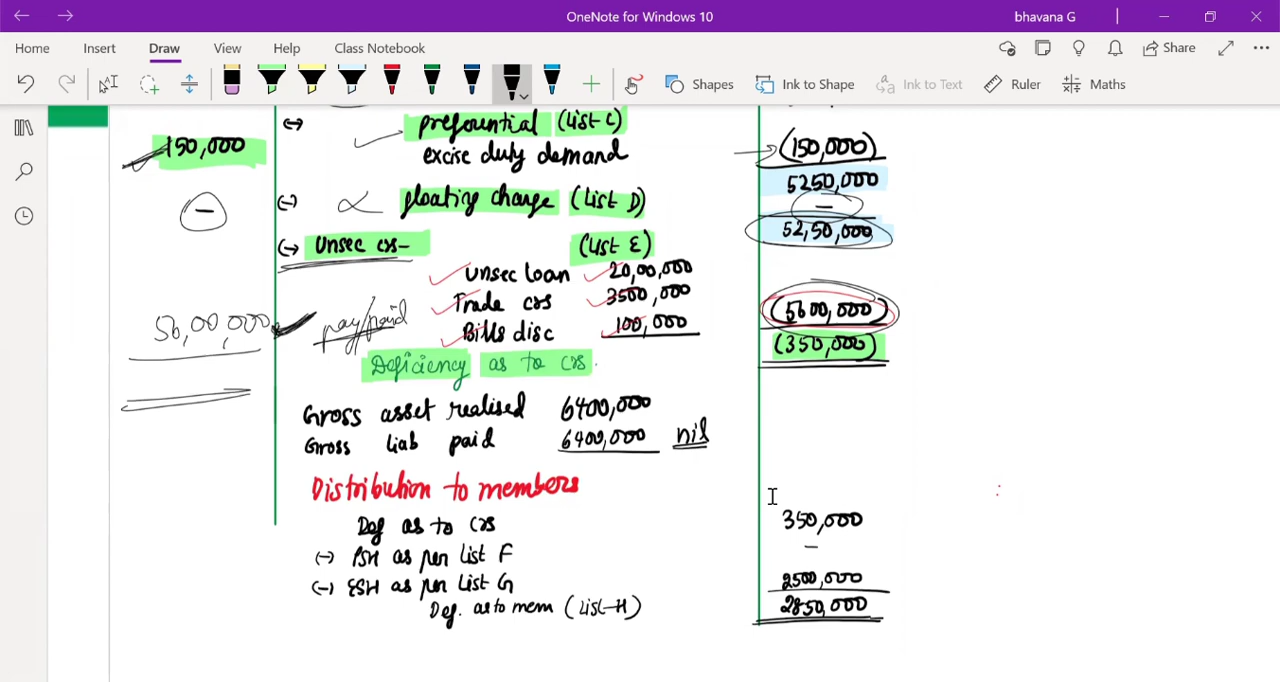 OneNote for Windows 10
bhavana G
Home Insert Draw View Help Class Notebook Share
Shapes Ink to Shape Ink to Text Ruler Maths
150,000 (-) preferential (List C)
excise duty demand (150,000)
5250,000
- (-) floating charge (List D) -
52,50,000
(-) Unsec crs- (List E)
Unsec loan 20,00,000
Trade crs 3500,000
56,00,000 pay/paid (5600,000)
Bills disc 100,000
(350,000)
Deficiency as to crs.
Gross asset realised 6400,000
Gross liab paid 6400,000 nil
Distribution to members
Def as to crs 350,000
(-) PSH as per list F -
(-) ESH as per List G 2500,000
Def. as to mem (List-H) 2850,000